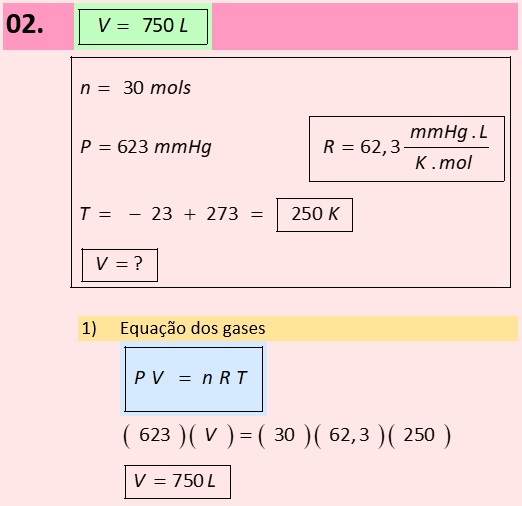 02. V = 750 L
n = 30 mols
P = 623 mmHg R = 62,3 mmHg . L / K . mol
T = - 23 + 273 = 250 K
V = ?
1) Equação dos gases
P V = n R T
( 623 )( V ) = ( 30 )( 62,3 )( 250 )
V = 750 L